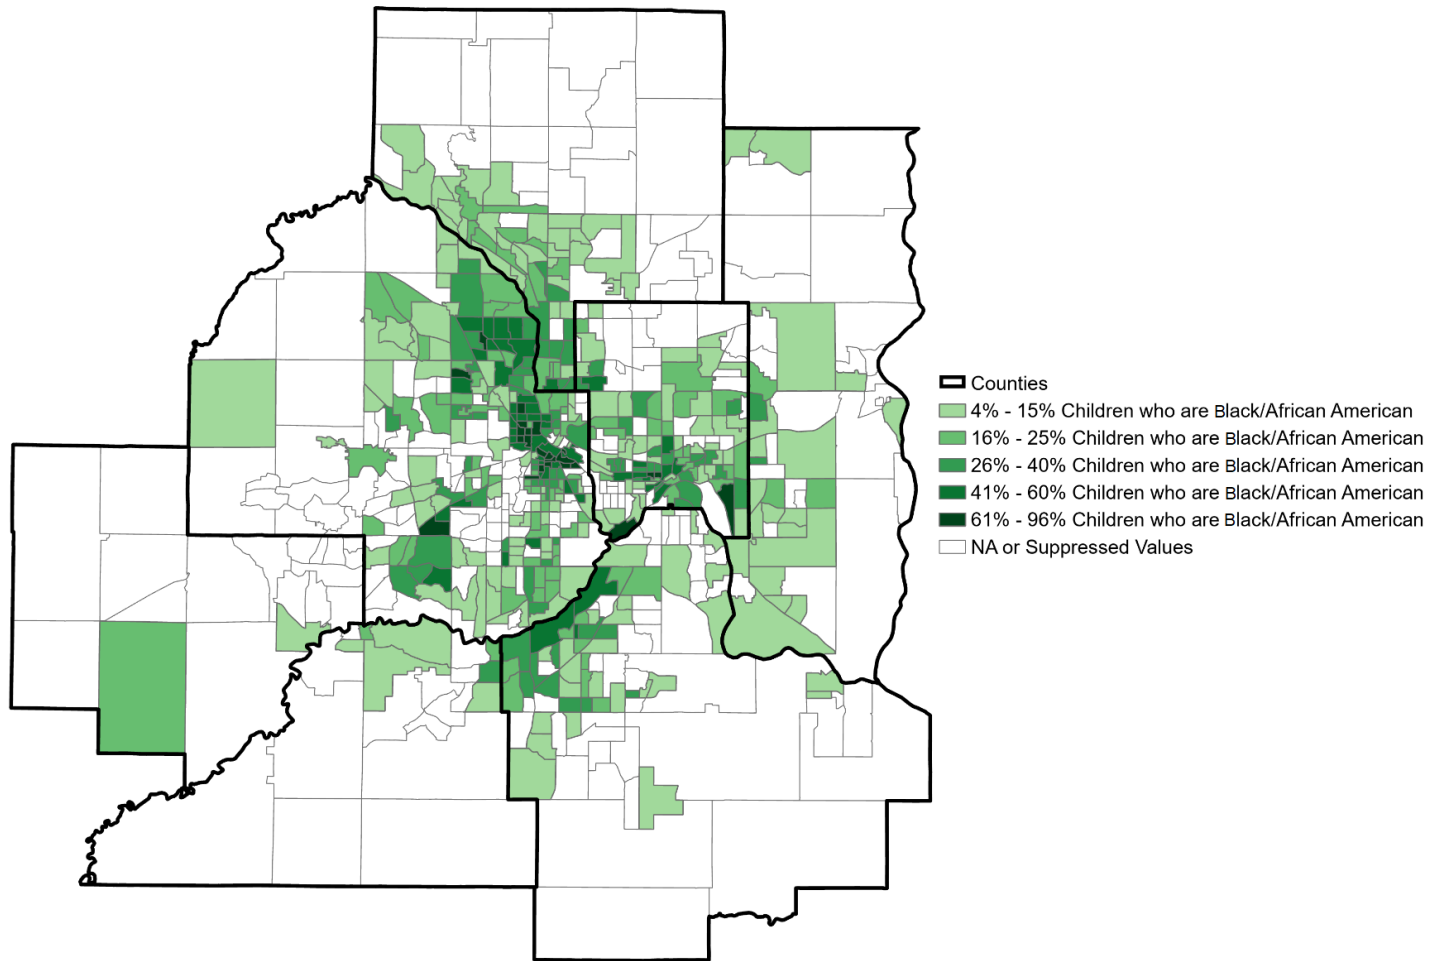 Counties
4% - 15% Children who are Black/African American
16% - 25% Children who are Black/African American
26% - 40% Children who are Black/African American
41% - 60% Children who are Black/African American
61% - 96% Children who are Black/African American
NA or Suppressed Values